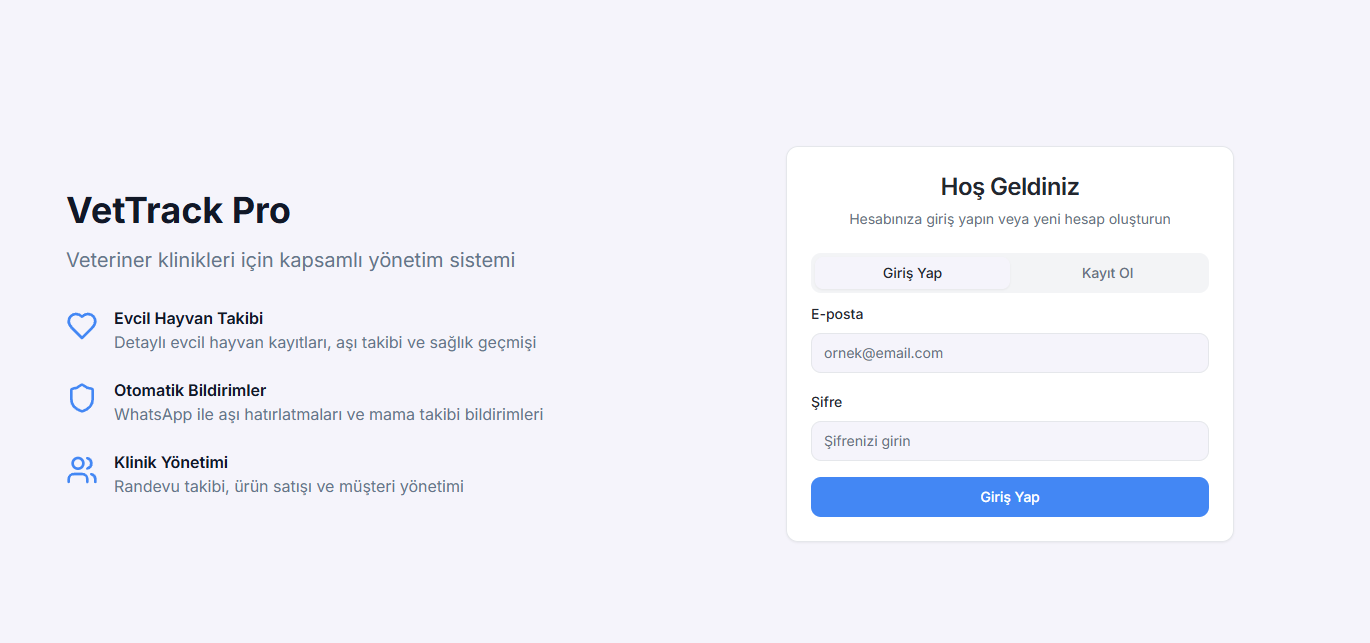 VetTrack Pro
Veteriner klinikleri için kapsamlı yönetim sistemi
Evcil Hayvan Takibi
Detaylı evcil hayvan kayıtları, aşı takibi ve sağlık geçmişi
Otomatik Bildirimler
WhatsApp ile aşı hatırlatmaları ve mama takibi bildirimleri
Klinik Yönetimi
Randevu takibi, ürün satışı ve müşteri yönetimi
Hoş Geldiniz
Hesabınıza giriş yapın veya yeni hesap oluşturun
Giriş Yap Kayıt Ol
E-posta
ornek@email.com
Şifre
Şifrenizi girin
Giriş Yap